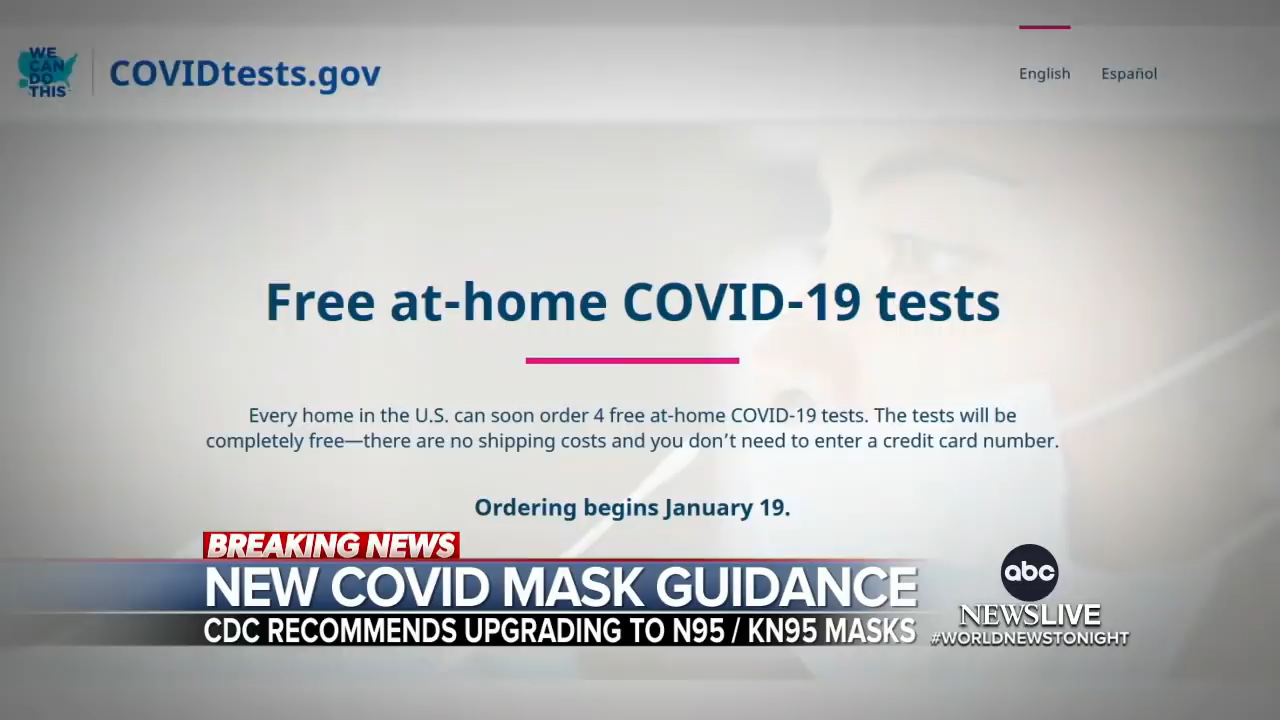 WE
CAN
DO
THIS
COVIDtests.gov
English
Español
Free at-home COVID-19 tests
Every home in the U.S. can soon order 4 free at-home COVID-19 tests. The tests will be
completely free—there are no shipping costs and you don’t need to enter a credit card number.
Ordering begins January 19.
BREAKING NEWS
NEW COVID MASK GUIDANCE
CDC RECOMMENDS UPGRADING TO N95 / KN95 MASKS
abc
NEWSLIVE
#WORLDNEWSTONIGHT